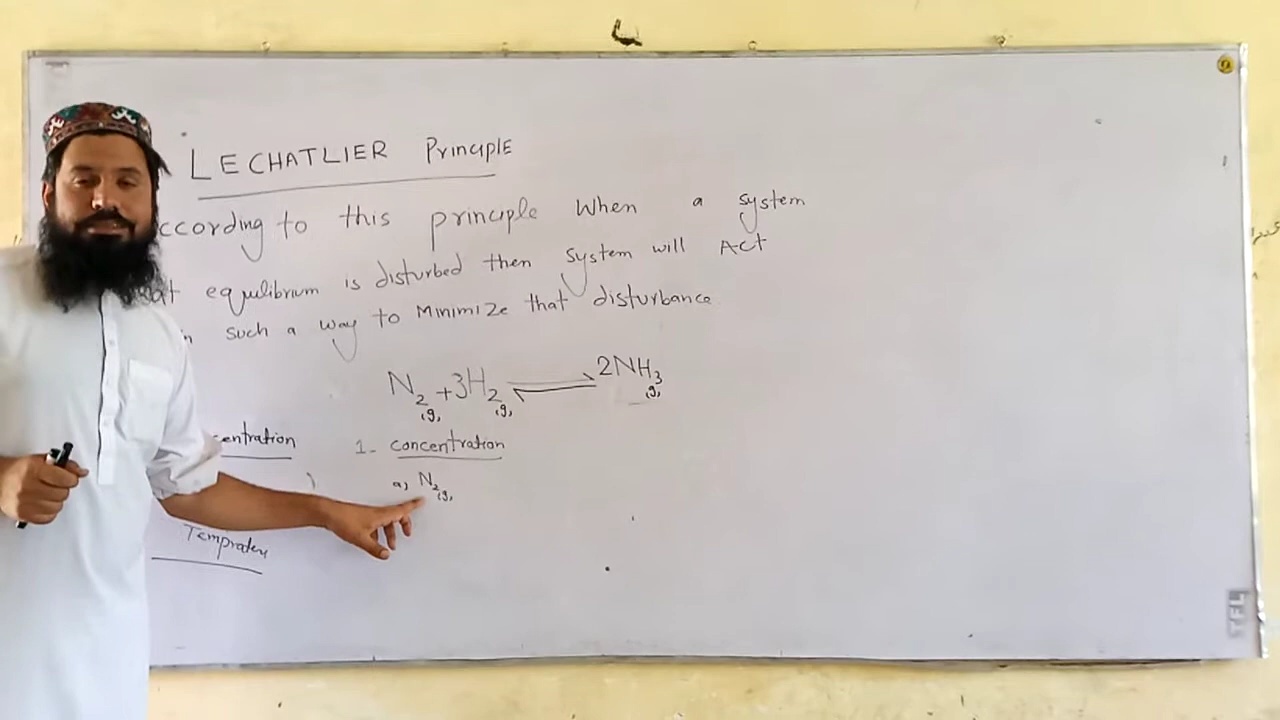 LECHATLIER Principle
ccording to this principle When a system
at equilibrium is disturbed then system will Act
n such a way to Minimize that disturbance
N2(g) + 3H2(g) ⇌ 2NH3(g)
centration
1- concentration
a) N2(g)
Temprature